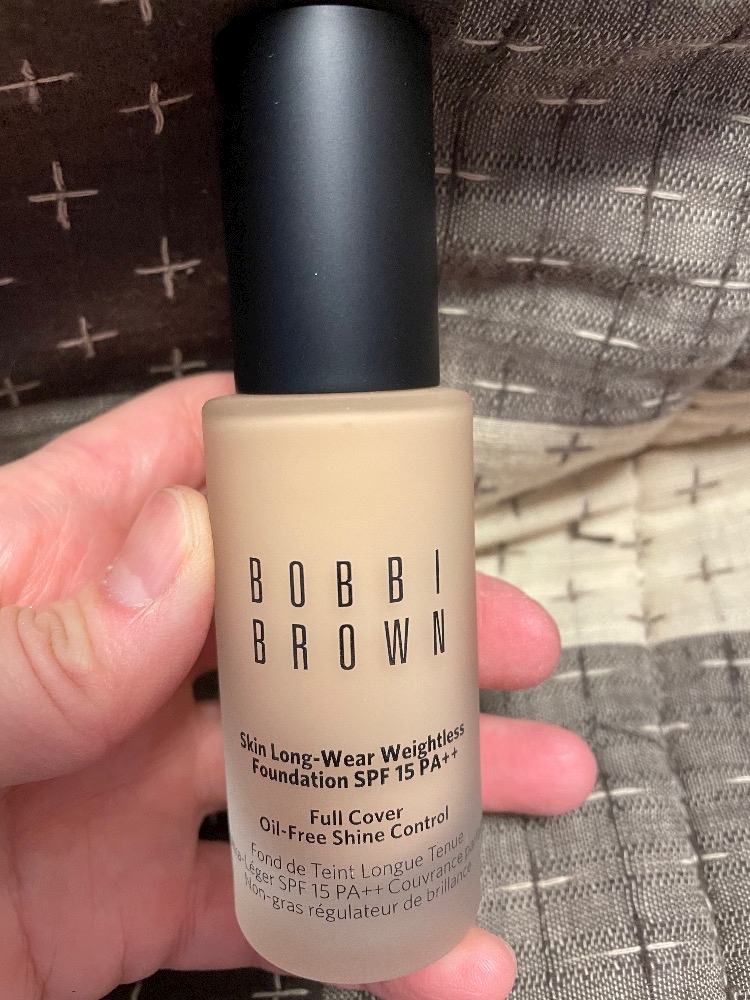 BOBBI
BROWN
Skin Long-Wear Weightless
Foundation SPF 15 PA++
Full Cover
Oil-Free Shine Control
Fond de Teint Longue Tenue
Léger SPF 15 PA++ Couvrance
Non-gras régulateur de brillance